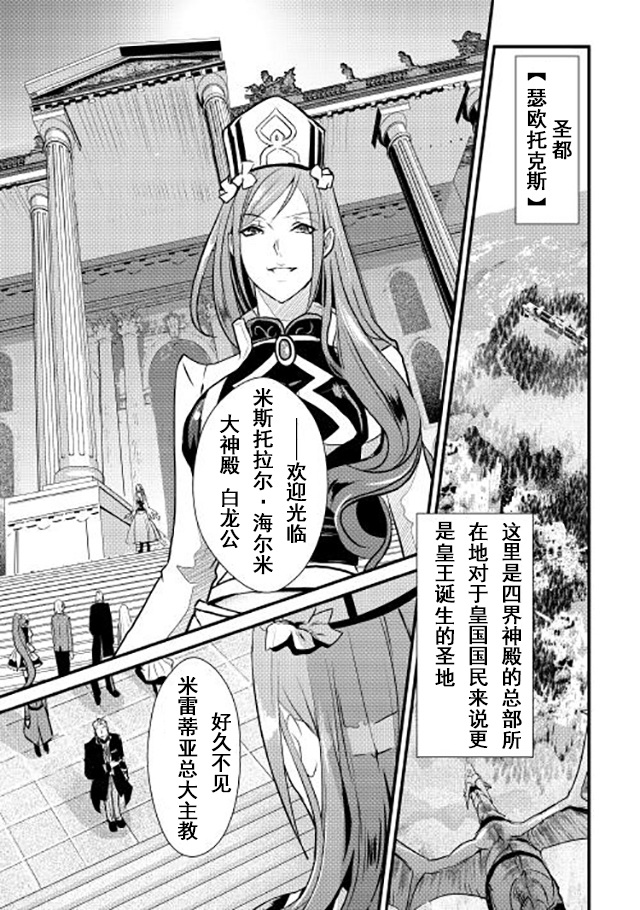 圣都
【瑟欧托克斯】
这里是四界神殿的总部所
在地对于皇国国民来说更
是皇王诞生的圣地
——欢迎光临
米斯托拉尔·海尔米
大神殿 白龙公
好久不见
米雷蒂亚总大主教